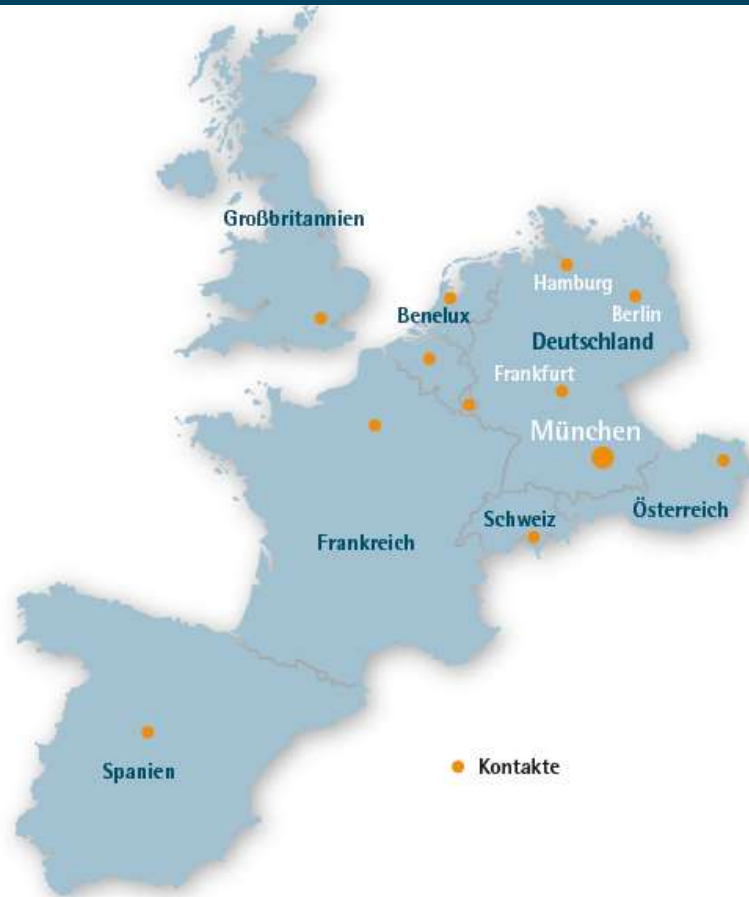 Großbritannien
Hamburg
Berlin
Benelux
Deutschland
Frankfurt
München
Österreich
Schweiz
Frankreich
Spanien
Kontakte